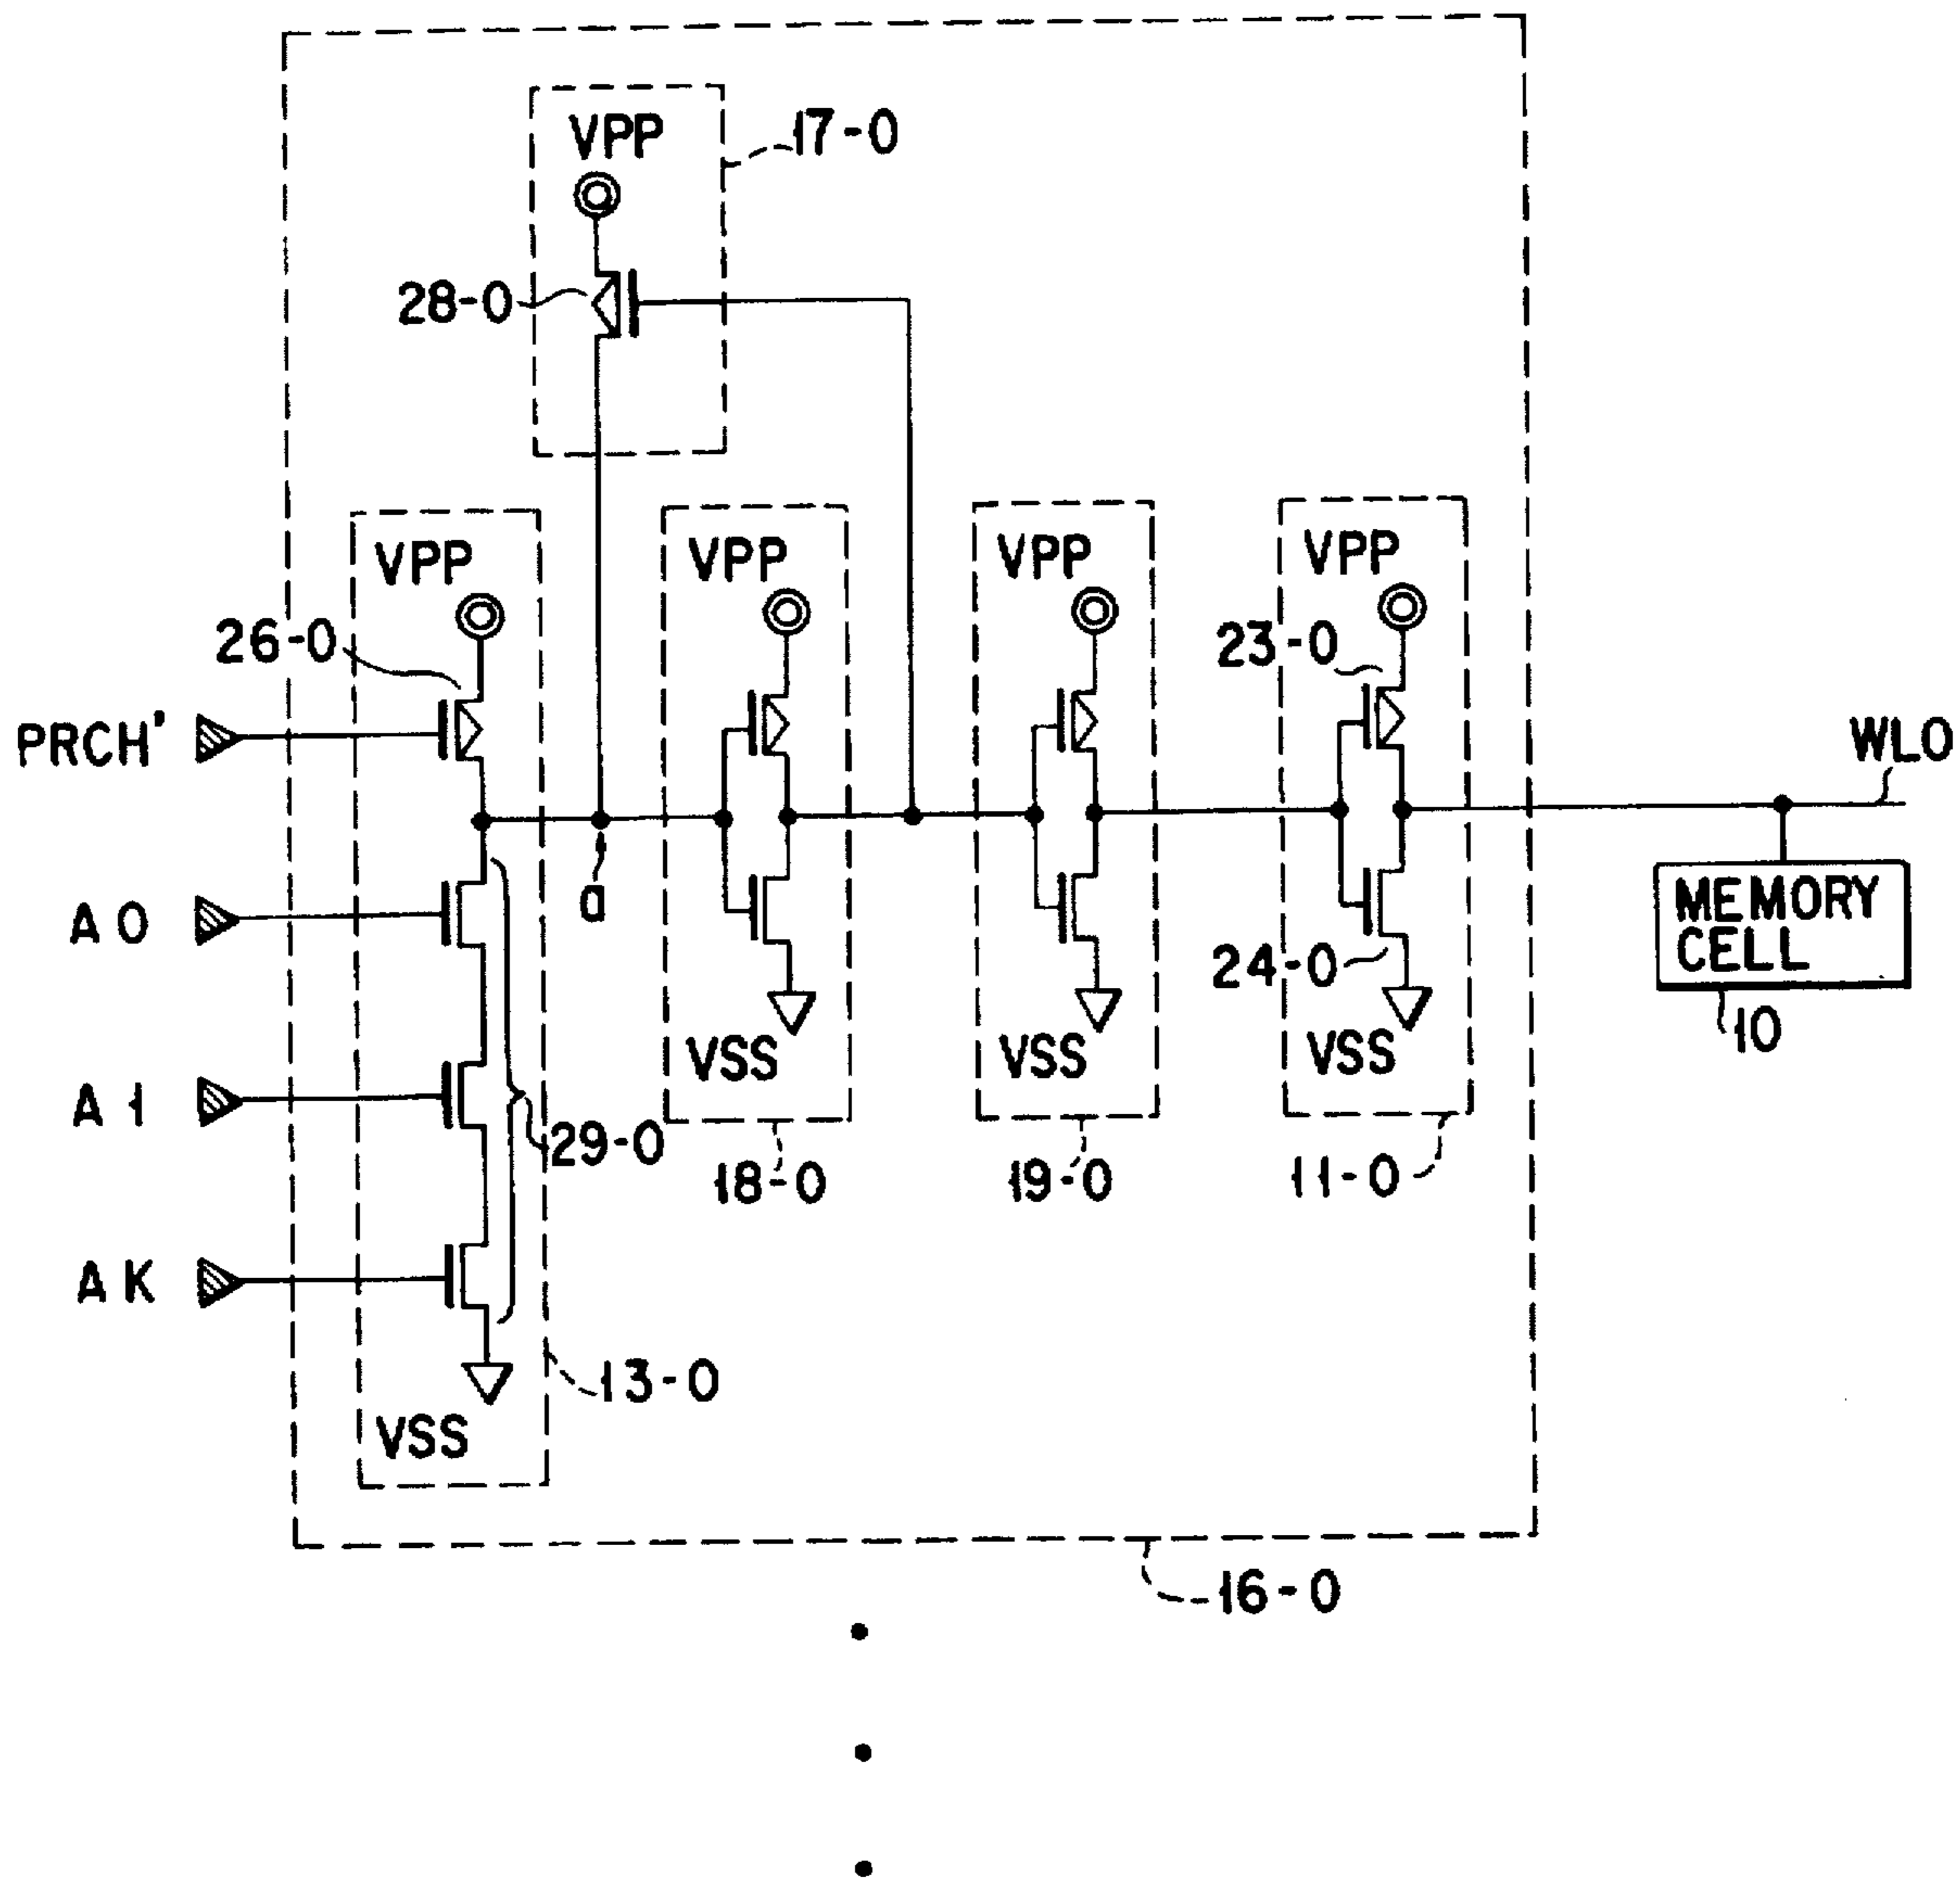 VPP
17-0
28-0
VPP
VPP
VPP
VPP
26-0
23-0
PRCH'
WL0
A0
a
MEMORY
CELL
24-0
10
VSS
VSS
VSS
A1
29-0
18-0
19-0
11-0
AK
13-0
VSS
16-0